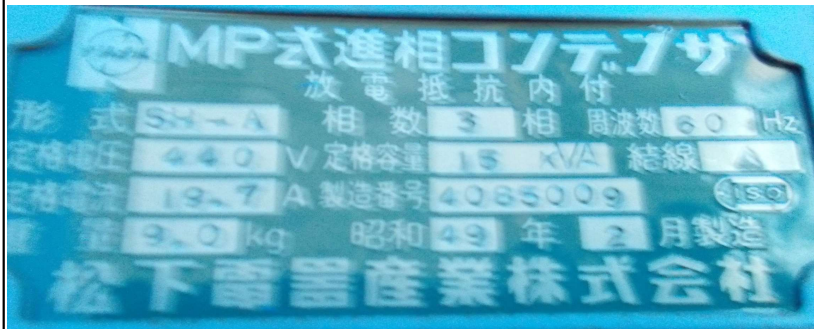 MP式進相コンデンサ
放電抵抗内付
形式 SH-A 相数 3 相 周波数 60 Hz
定格電圧 440 V 定格容量 15 KVA 結線 Δ
定格電流 19.7 A 製造番号 4085009
重量 9.0 kg 昭和 49 年 2 月製造
松下電器産業株式会社